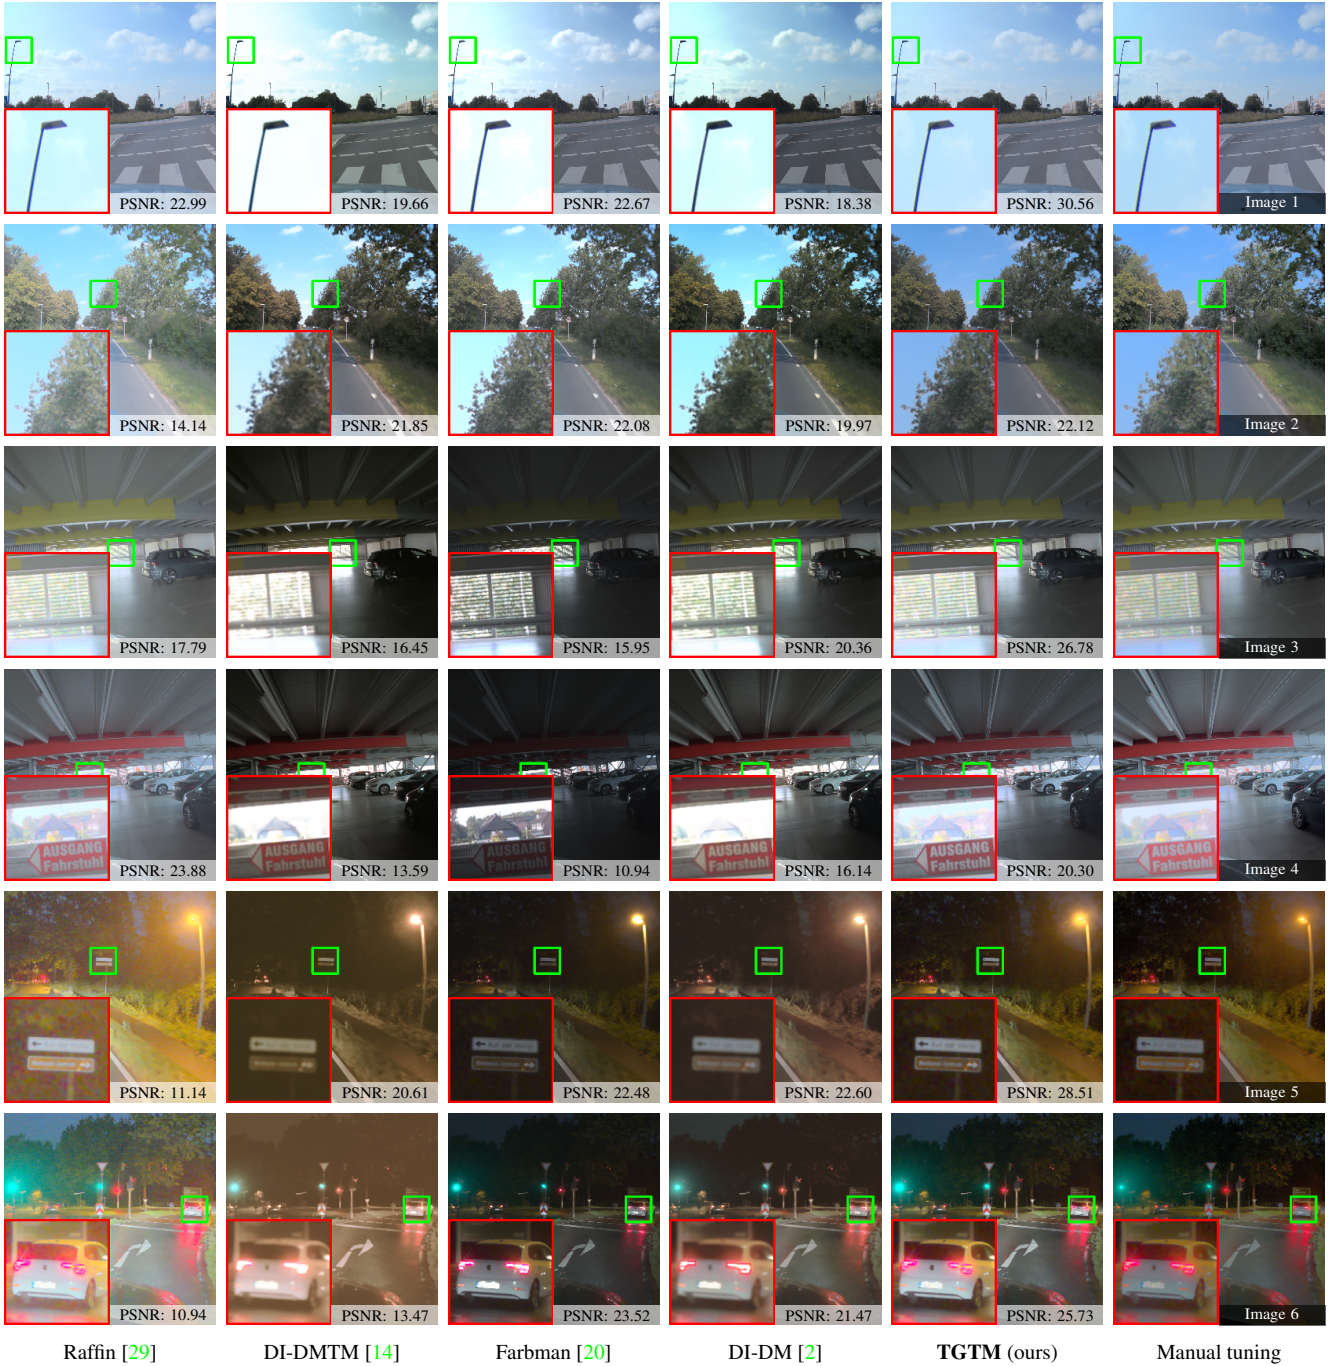 PSNR: 22.99 PSNR: 19.66 PSNR: 22.67 PSNR: 18.38 PSNR: 30.56 Image 1
PSNR: 14.14 PSNR: 21.85 PSNR: 22.08 PSNR: 19.97 PSNR: 22.12 Image 2
PSNR: 17.79 PSNR: 16.45 PSNR: 15.95 PSNR: 20.36 PSNR: 26.78 Image 3
AUSGANG AUSGANG AUSGANG AUSGANG AUSGANG AUSGANG
Fahrstuhl Fahrstuhl Fahrstuhl Fahrstuhl Fahrstuhl Fahrstuhl
PSNR: 23.88 PSNR: 13.59 PSNR: 10.94 PSNR: 16.14 PSNR: 20.30 Image 4
PSNR: 11.14 PSNR: 20.61 PSNR: 22.48 PSNR: 22.60 PSNR: 28.51 Image 5
PSNR: 10.94 PSNR: 13.47 PSNR: 23.52 PSNR: 21.47 PSNR: 25.73 Image 6
Raffin [29] DI-DMTM [14] Farbman [20] DI-DM [2] TGTM (ours) Manual tuning